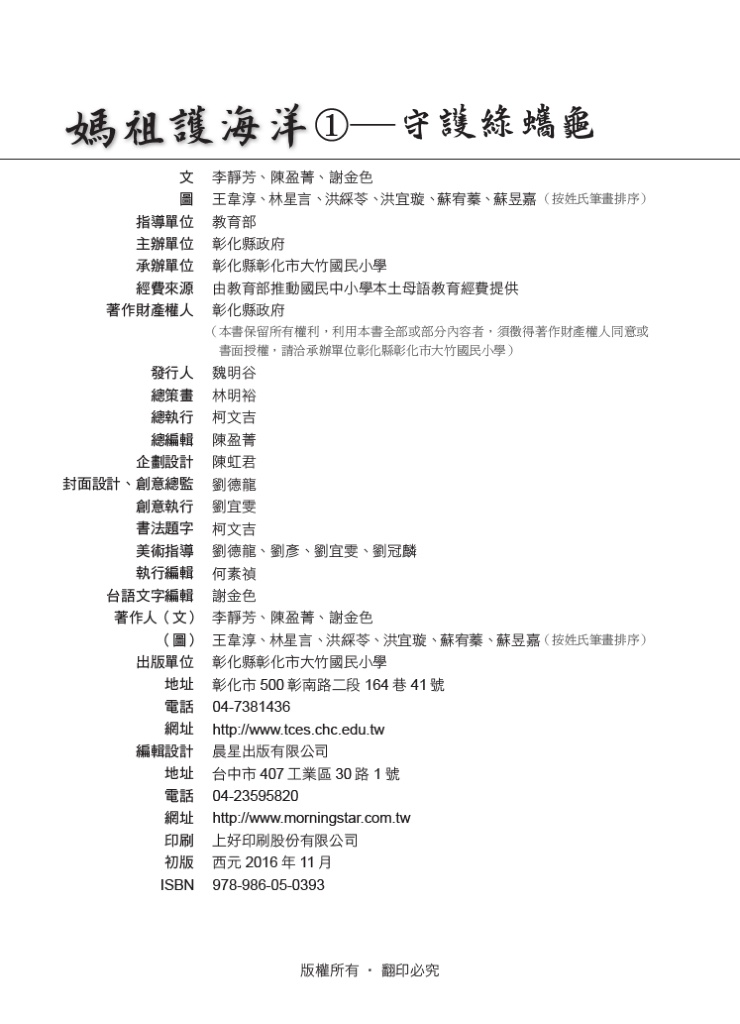 媽祖護海洋①—守護綠蠵龜
文 李靜芳、陳盈菁、謝金色
圖 王韋淳、林星言、洪綵苓、洪宜璇、蘇宥蓁、蘇昱嘉（按姓氏筆畫排序）
指導單位 教育部
主辦單位 彰化縣政府
承辦單位 彰化縣彰化市大竹國民小學
經費來源 由教育部推動國民中小學本土母語教育經費提供
著作財產權人 彰化縣政府
（本書保留所有權利，利用本書全部或部分內容者，須徵得著作財產權人同意或
書面授權，請洽承辦單位彰化縣彰化市大竹國民小學）
發行人 魏明谷
總策畫 林明裕
總執行 柯文吉
總編輯 陳盈菁
企劃設計 陳虹君
封面設計、創意總監 劉德龍
創意執行 劉宜雯
書法題字 柯文吉
美術指導 劉德龍、劉彥、劉宜雯、劉冠麟
執行編輯 何素禎
台語文字編輯 謝金色
著作人（文） 李靜芳、陳盈菁、謝金色
（圖） 王韋淳、林星言、洪綵苓、洪宜璇、蘇宥蓁、蘇昱嘉（按姓氏筆畫排序）
出版單位 彰化縣彰化市大竹國民小學
地址 彰化市 500 彰南路二段 164 巷 41 號
電話 04-7381436
網址 http://www.tces.chc.edu.tw
編輯設計 晨星出版有限公司
地址 台中市 407 工業區 30 路 1 號
電話 04-23595820
網址 http://www.morningstar.com.tw
印刷 上好印刷股份有限公司
初版 西元 2016 年 11 月
ISBN 978-986-05-0393
版權所有 • 翻印必究